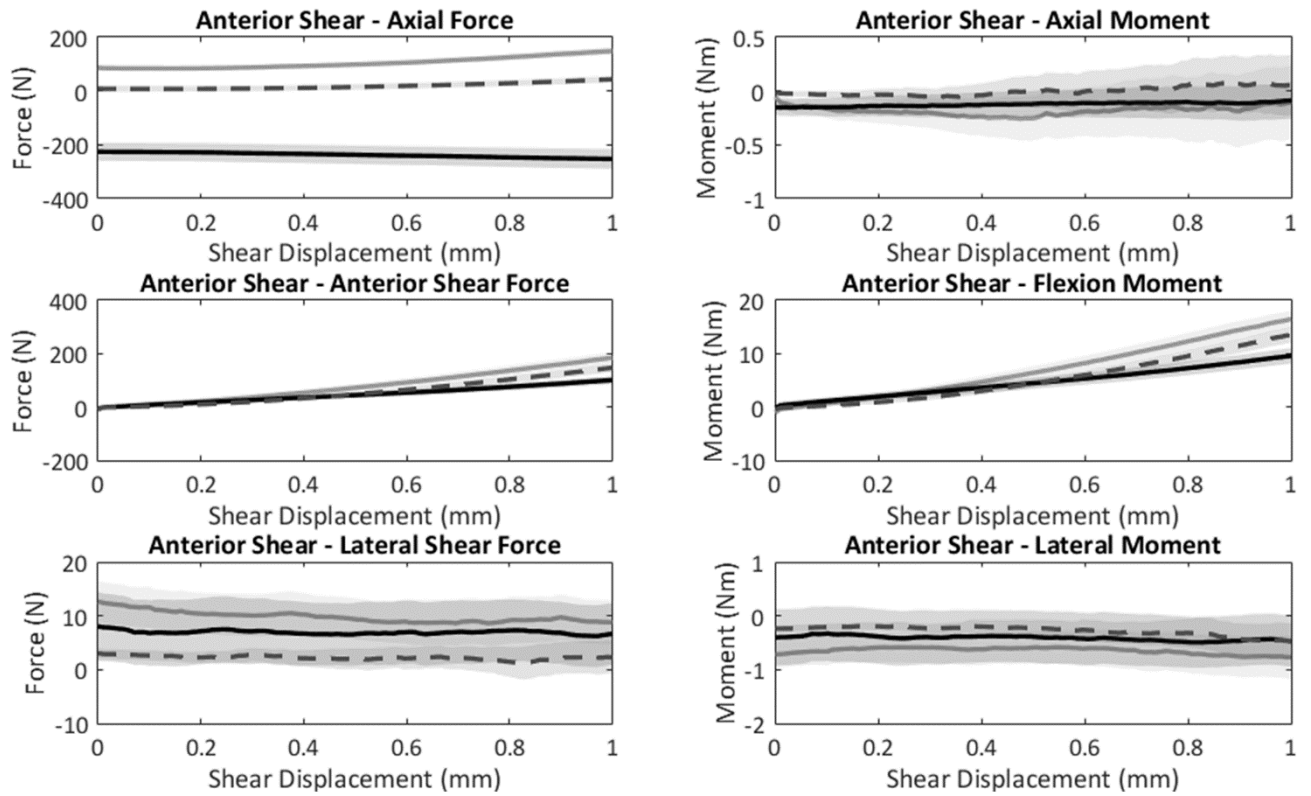 Anterior Shear - Axial Force
200
0
-200
-400
Force (N)
0 0.2 0.4 0.6 0.8 1
Shear Displacement (mm)
Anterior Shear - Axial Moment
0.5
0
-0.5
-1
Moment (Nm)
0 0.2 0.4 0.6 0.8 1
Shear Displacement (mm)
Anterior Shear - Anterior Shear Force
400
200
0
-200
Force (N)
0 0.2 0.4 0.6 0.8 1
Shear Displacement (mm)
Anterior Shear - Flexion Moment
20
10
0
-10
Moment (Nm)
0 0.2 0.4 0.6 0.8 1
Shear Displacement (mm)
Anterior Shear - Lateral Shear Force
20
10
0
-10
Force (N)
0 0.2 0.4 0.6 0.8 1
Shear Displacement (mm)
Anterior Shear - Lateral Moment
1
0
-1
-2
Moment (Nm)
0 0.2 0.4 0.6 0.8 1
Shear Displacement (mm)